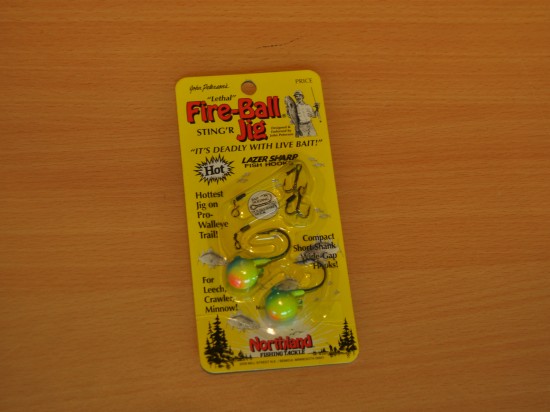 John Peterson's
PRICE
"Lethal"
Fire-Ball
STING'R
Jig
"IT'S DEADLY WITH LIVE BAIT!"
Hot
LAZER SHARP
FISH HOOKS
Hottest
Jig on
Pro-
Walleye
Trail!
Compact
Short-Shank
Wide-Gap
Hooks!
For
Leech,
Crawler,
Minnow!
Northland
FISHING TACKLE